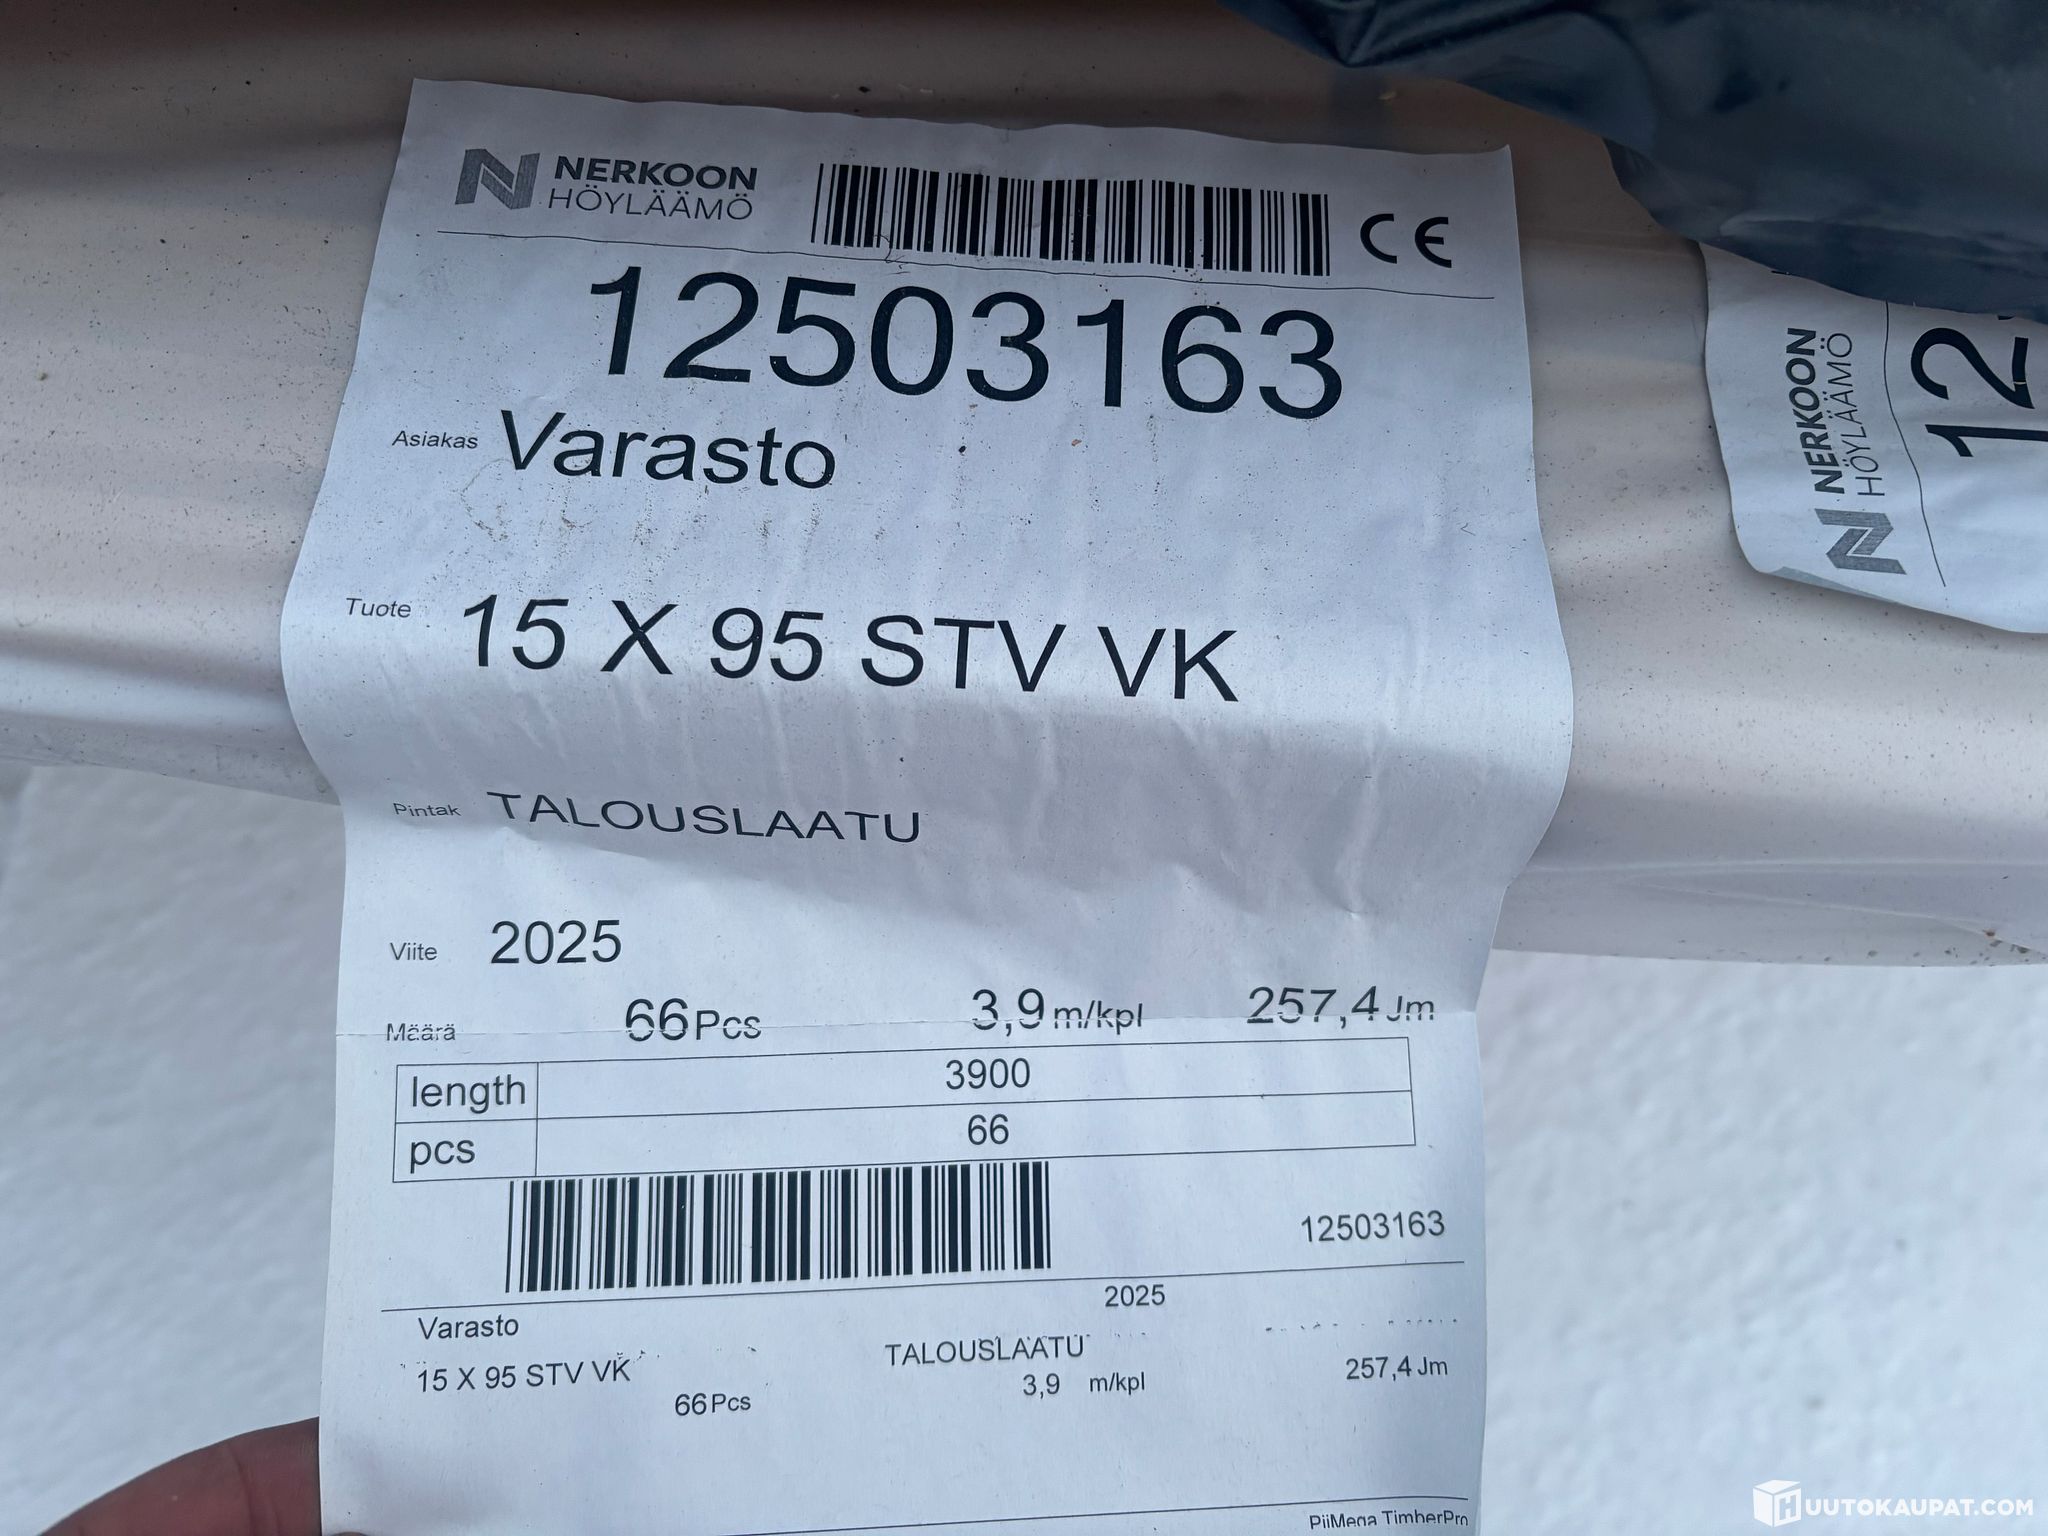 NERKOON
HÖYLÄÄMÖ
CE
12503163
Asiakas Varasto
Tuote 15 X 95 STV VK
Pintak TALOUSLAATU
Viite 2025
Määrä 66 Pcs 3,9 m/kpl 257,4 Jm
length 3900
pcs 66
12503163
2025
Varasto
TALOUSLAATU
15 X 95 STV VK
66 Pcs 3,9 m/kpl 257,4 Jm
PiiMega TimberPro
NERKOON
HÖYLÄÄMÖ
12
HUUTOKAUPAT.COM